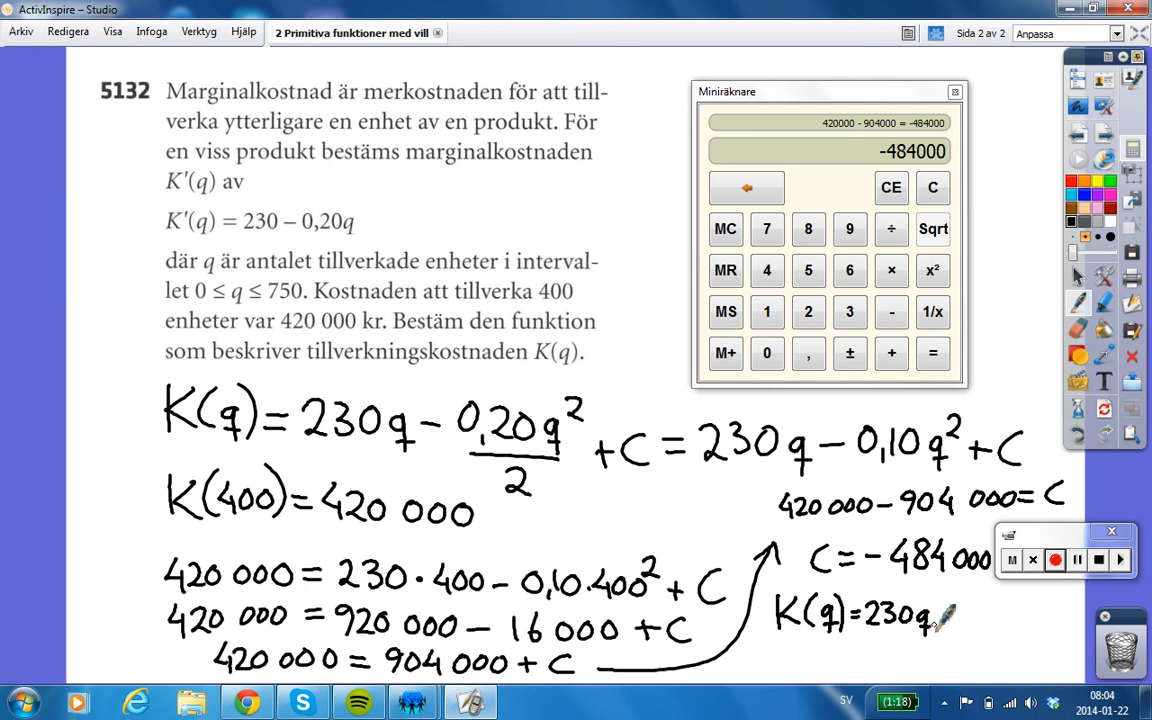 ActivInspire – Studio
Arkiv Redigera Visa Infoga Verktyg Hjälp 2 Primitiva funktioner med vill Sida 2 av 2 Anpassa
5132 Marginalkostnad är merkostnaden för att till-
verka ytterligare en enhet av en produkt. För
en viss produkt bestäms marginalkostnaden
K'(q) av
K'(q) = 230 – 0,20q
där q är antalet tillverkade enheter i interval-
let 0 ≤ q ≤ 750. Kostnaden att tillverka 400
enheter var 420 000 kr. Bestäm den funktion
som beskriver tillverkningskostnaden K(q).
Miniräknare
420000 - 904000 = -484000
-484000
CE C
MC 7 8 9 ÷ Sqrt
MR 4 5 6 × x²
MS 1 2 3 - 1/x
M+ 0 , ± + =
K(q) = 230q - 0,20q²/2 + C = 230q - 0,10q² + C
K(400) = 420 000
420 000 = 230·400 - 0,10·400² + C
420 000 = 920 000 - 16 000 + C
420 000 = 904 000 + C
420 000 - 904 000 = C
C = -484 000
K(q) = 230q
M
SV (1:18) 08:04
2014-01-22